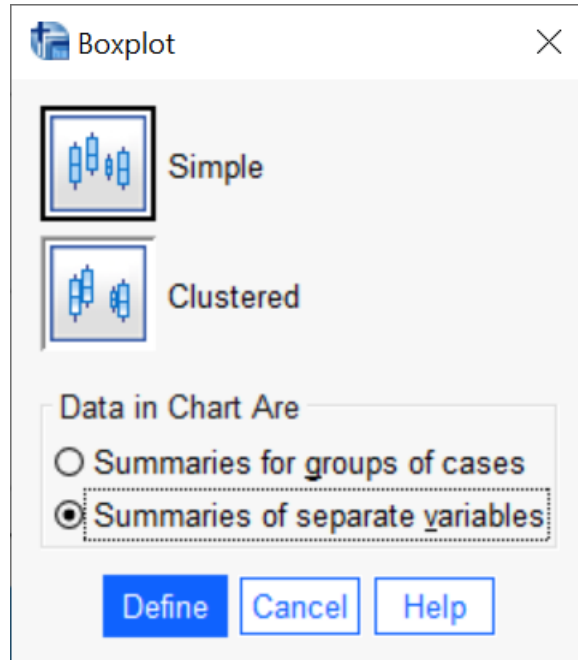 Boxplot
Simple
Clustered
Data in Chart Are
Summaries for groups of cases
Summaries of separate variables
Define Cancel Help